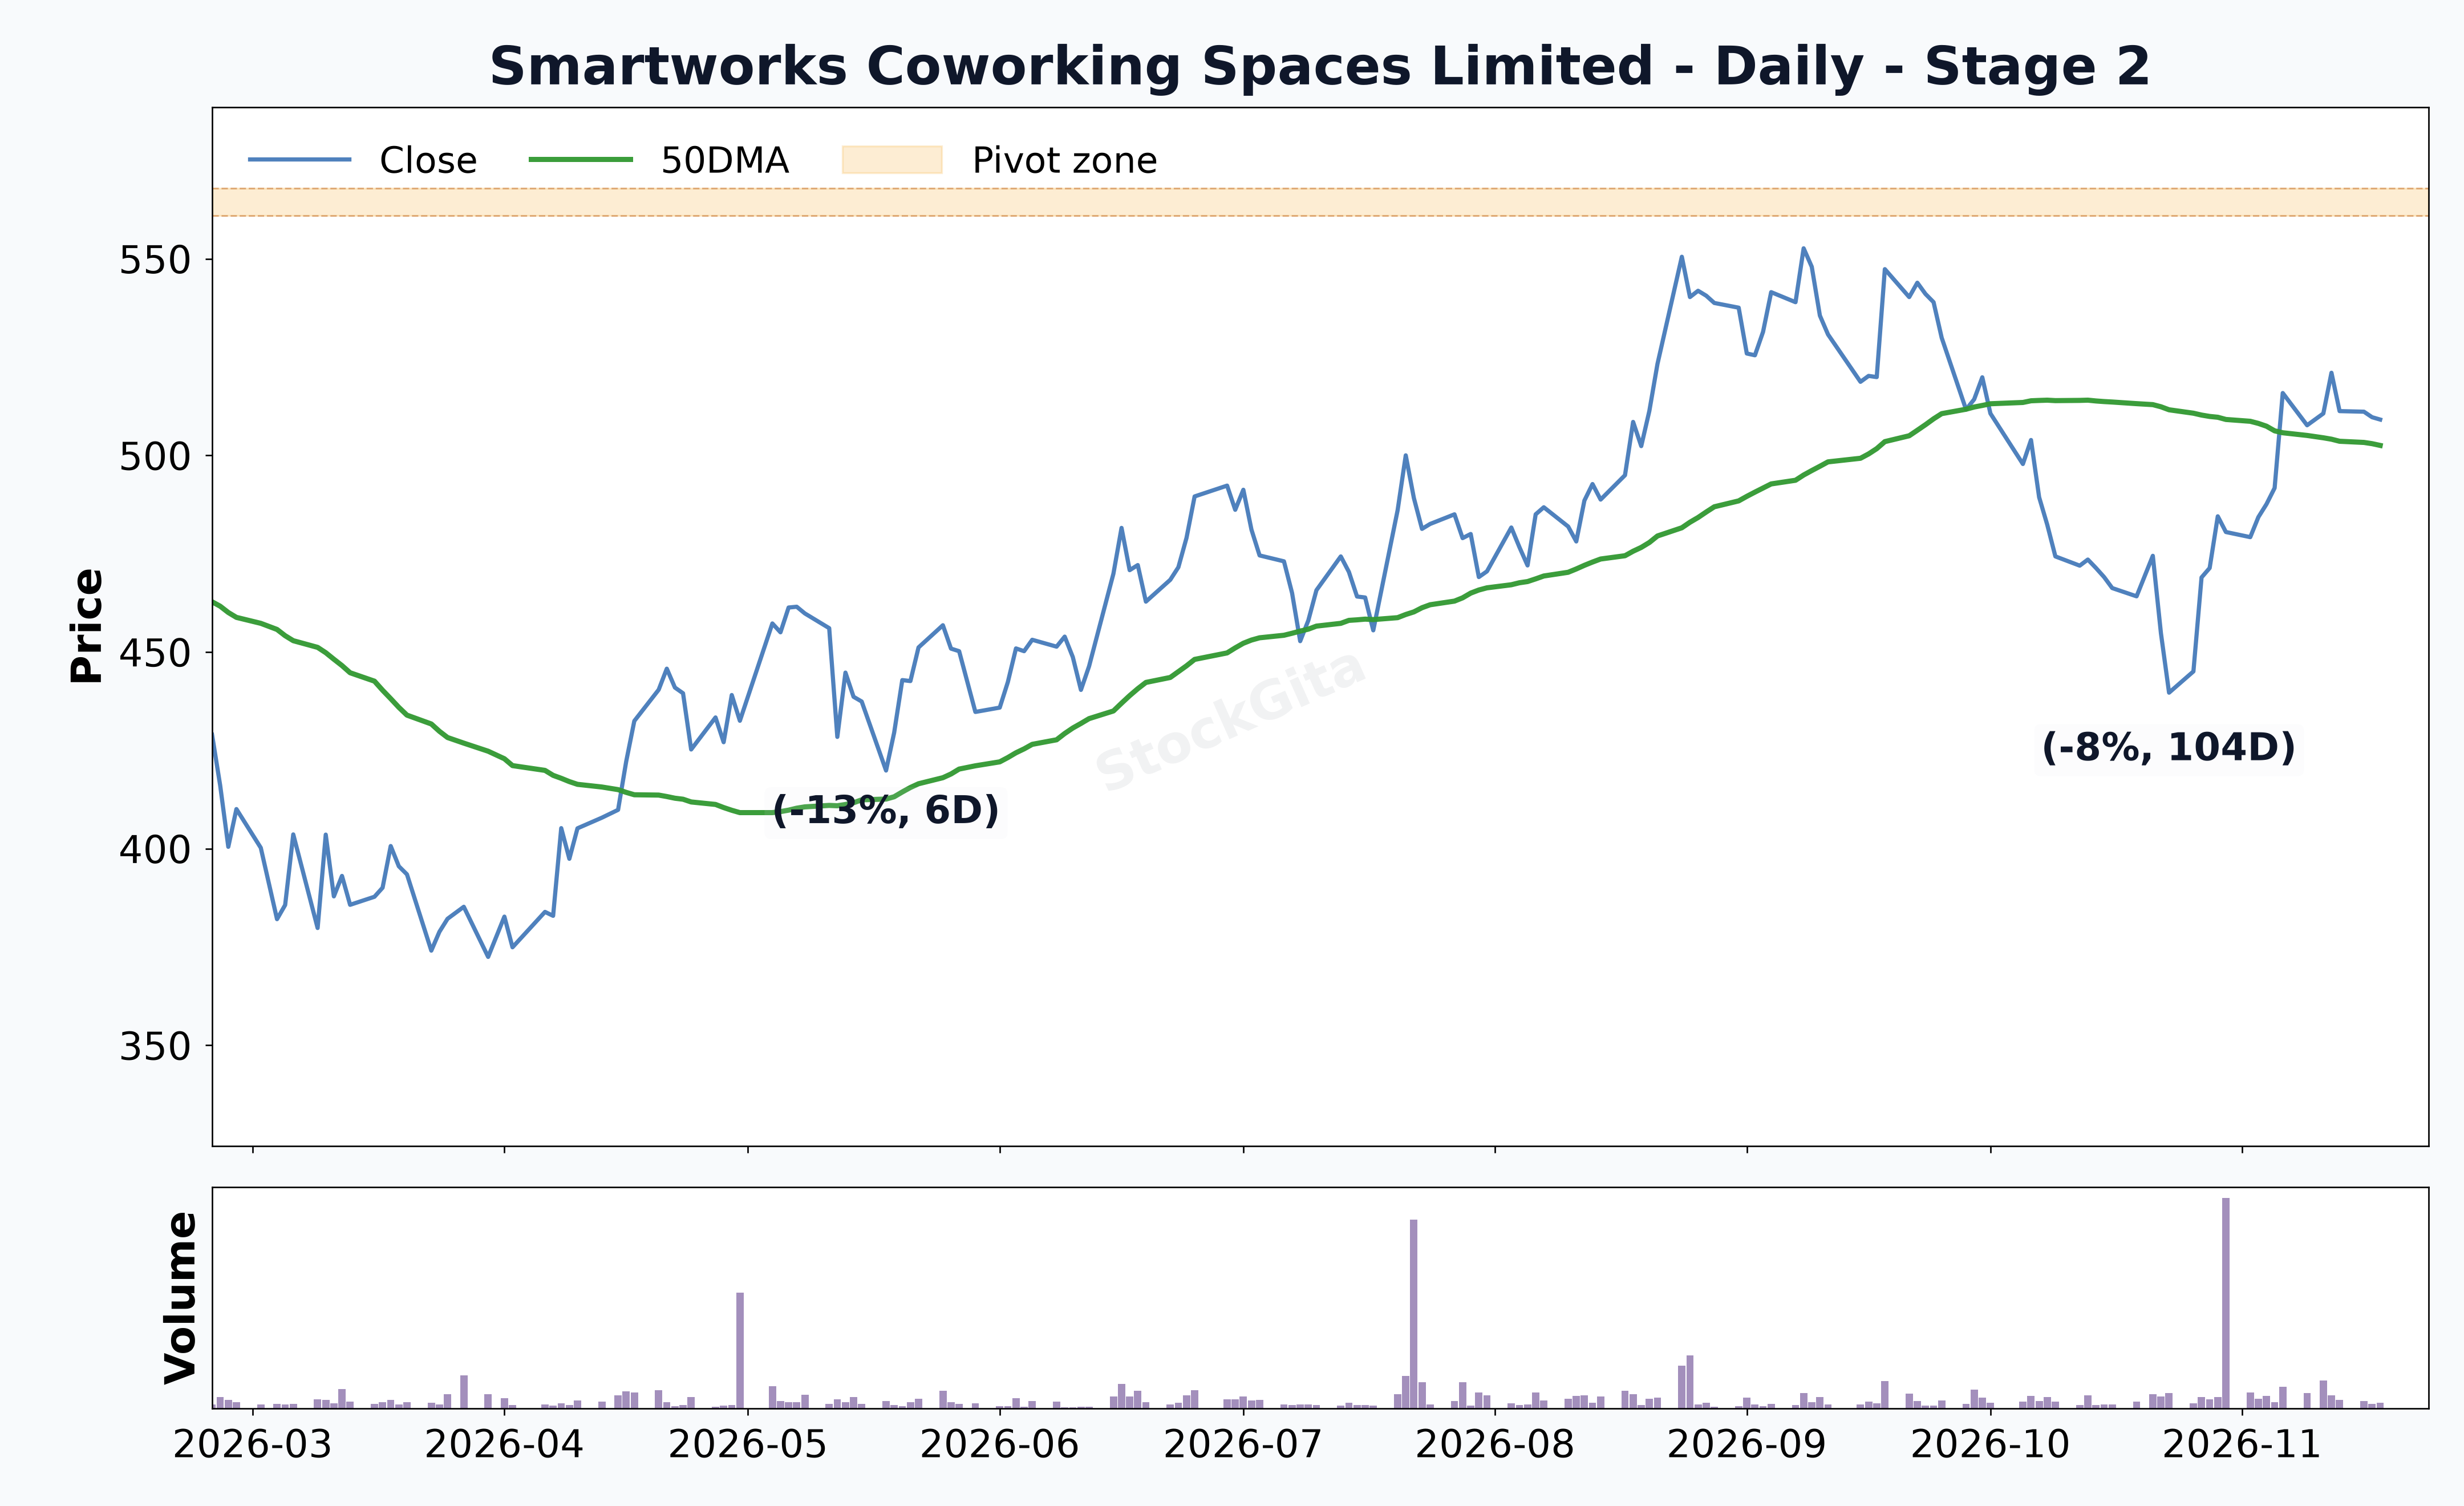 Smartworks Coworking Spaces Limited - Daily - Stage 2
Close
50DMA
Pivot zone
550
500
450
400
350
Price
StockGita
(-13%, 6D)
(-8%, 104D)
Volume
2026-03
2026-04
2026-05
2026-06
2026-07
2026-08
2026-09
2026-10
2026-11